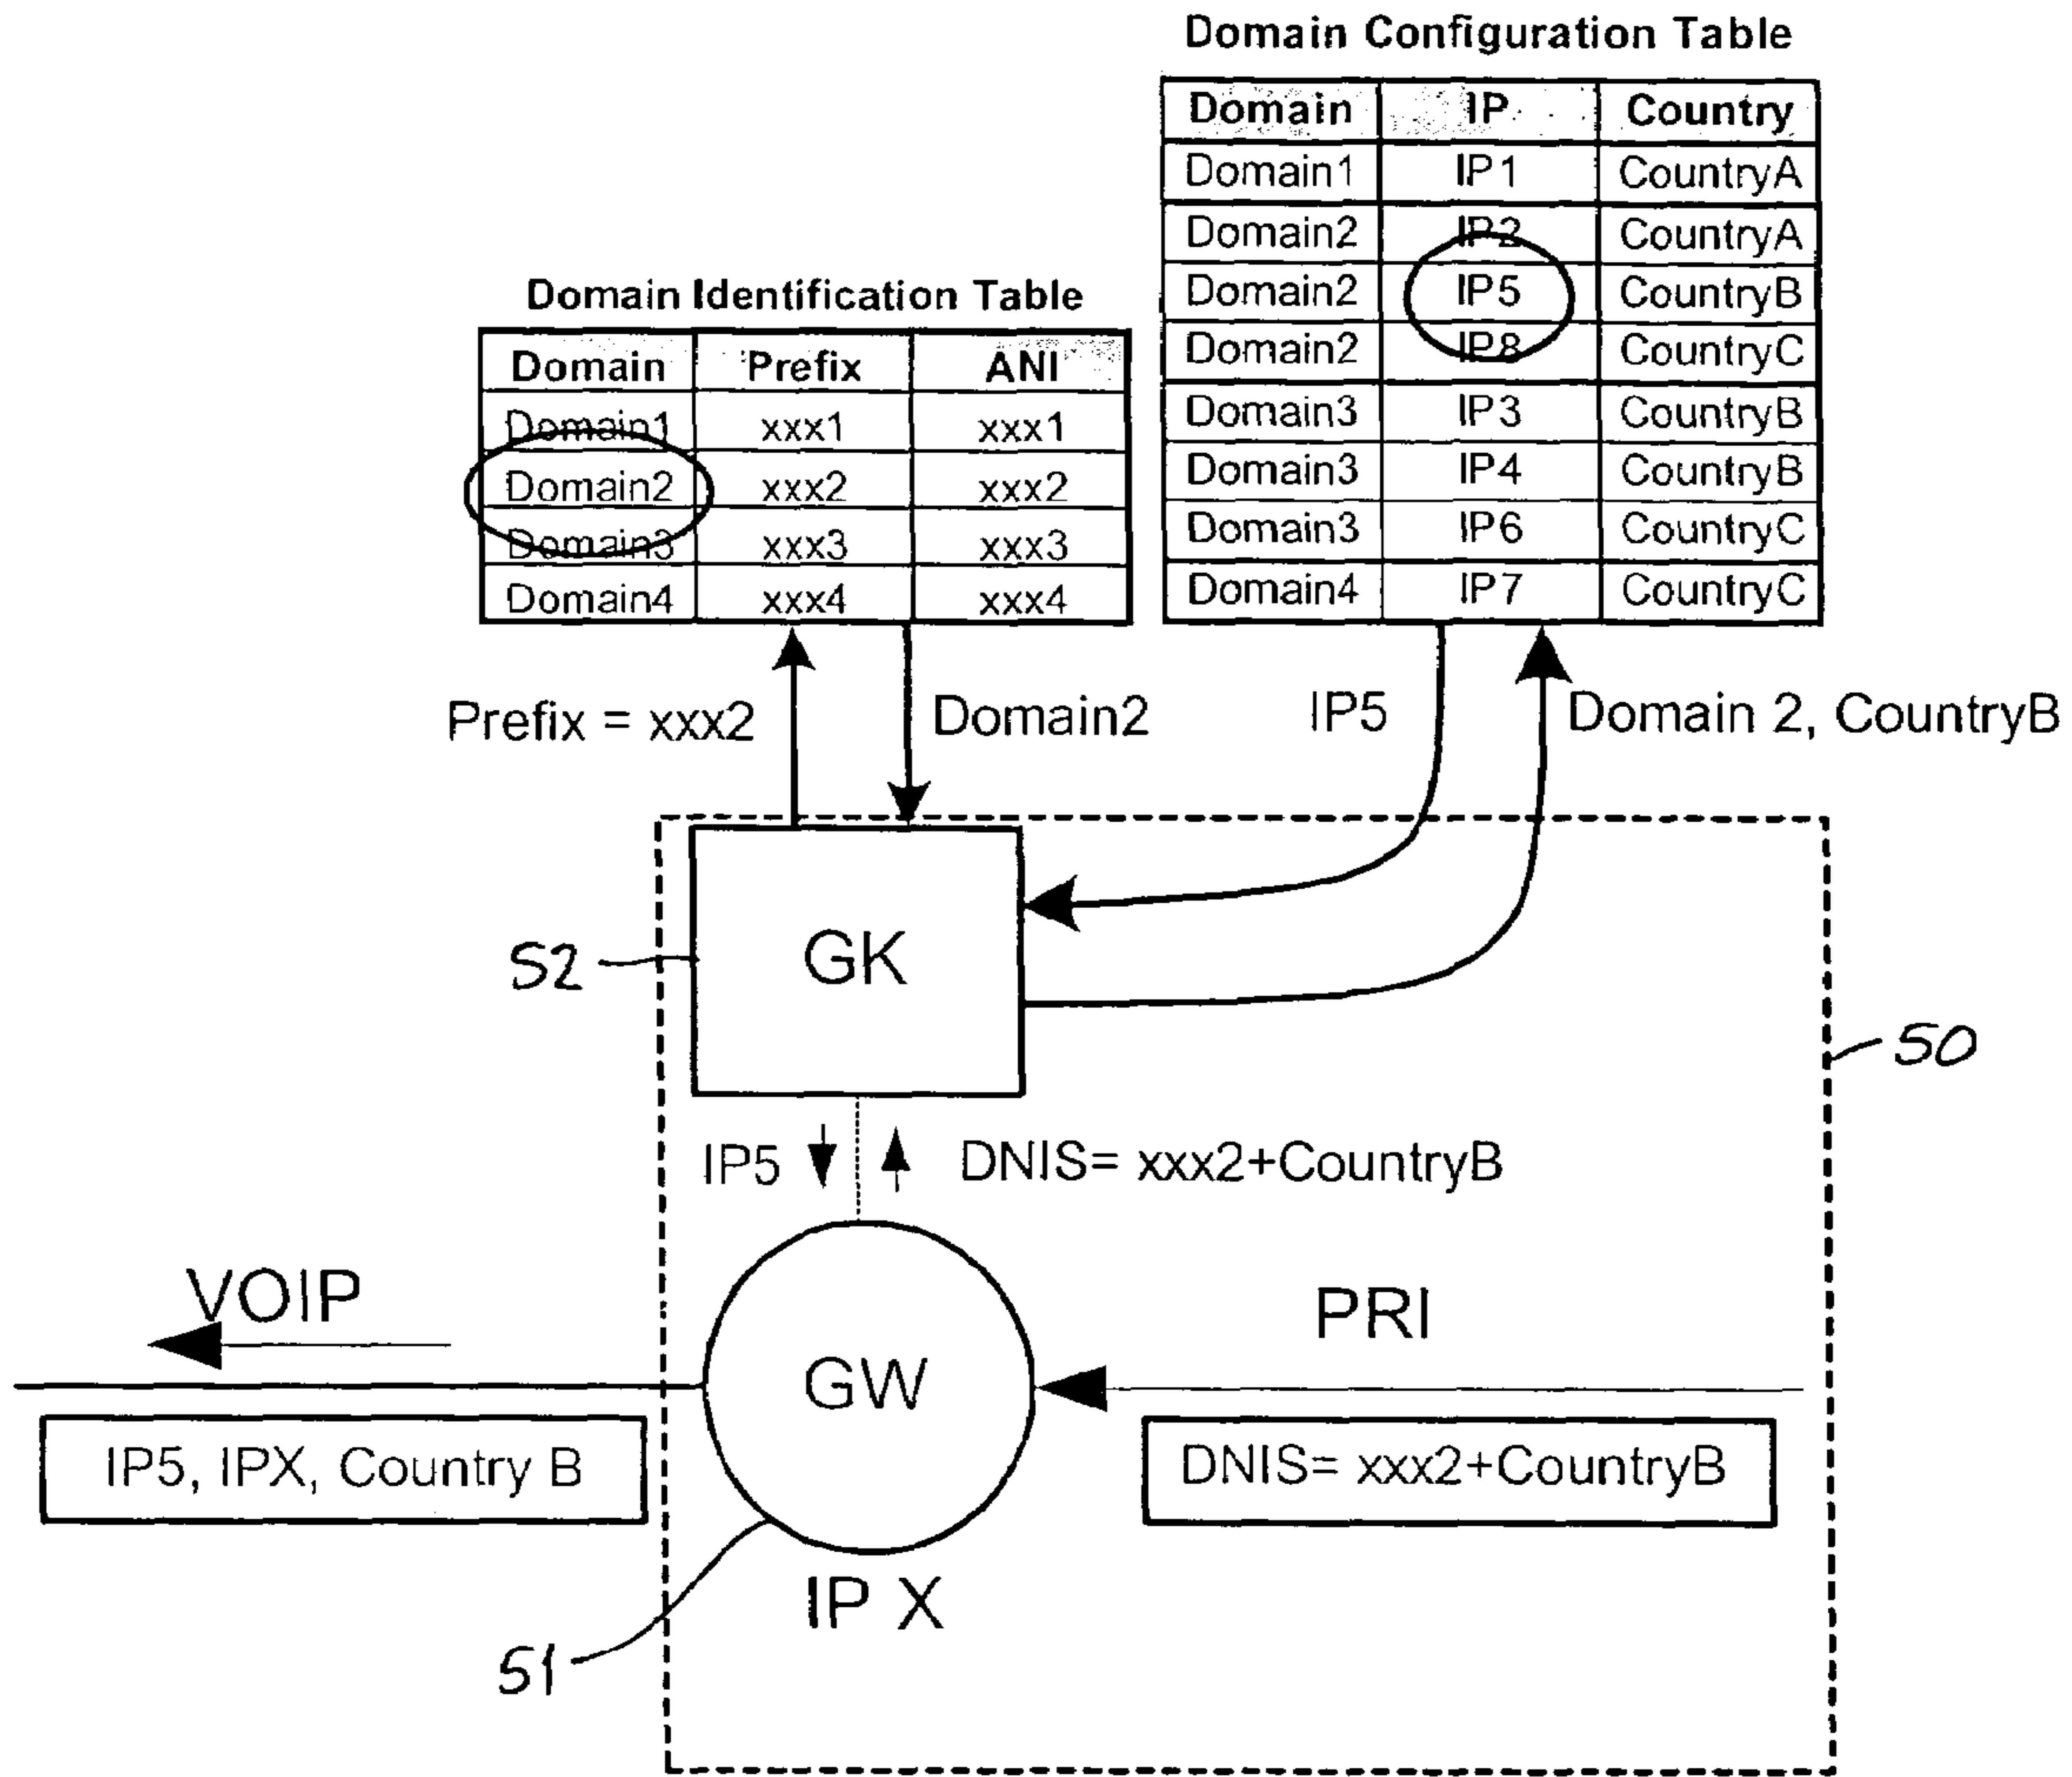 Domain Configuration Table
Domain IP Country
Domain1 IP1 CountryA
Domain2 IP2 CountryA
Domain2 IP5 CountryB
Domain2 IP8 CountryC
Domain3 IP3 CountryB
Domain3 IP4 CountryB
Domain3 IP6 CountryC
Domain4 IP7 CountryC
Domain Identification Table
Domain Prefix ANI
Domain1 xxx1 xxx1
Domain2 xxx2 xxx2
Domain3 xxx3 xxx3
Domain4 xxx4 xxx4
Prefix = xxx2
Domain2
IP5
Domain 2, CountryB
52
GK
50
IP5
DNIS= xxx2+CountryB
VOIP
PRI
GW
IP5, IPX, Country B
DNIS= xxx2+CountryB
IP X
51